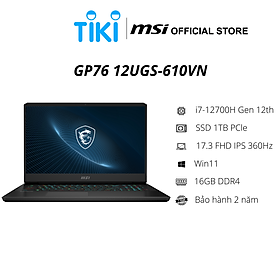 TIKI | msi OFFICIAL STORE
GP76 12UGS-610VN
i7-12700H Gen 12th
SSD 1TB PCIe
17.3 FHD IPS 360Hz
Win11
16GB DDR4
Bảo hành 2 năm